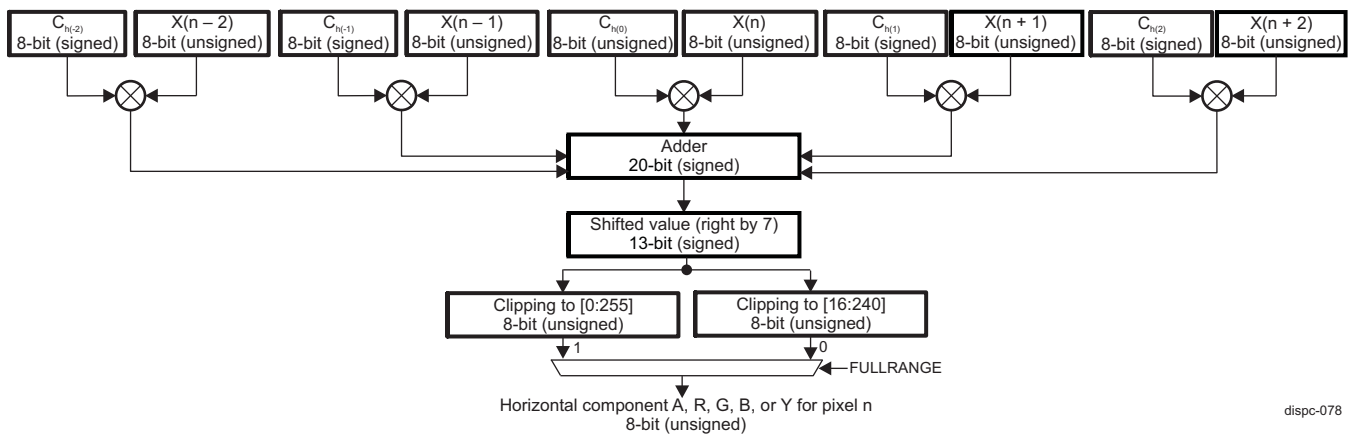 C h(-2)
8-bit (signed)
X(n – 2)
8-bit (unsigned)
C h(-1)
8-bit (signed)
X(n – 1)
8-bit (unsigned)
C h(0)
8-bit (signed)
X(n)
8-bit (unsigned)
C h(1)
8-bit (signed)
X(n + 1)
8-bit (unsigned)
C h(2)
8-bit (signed)
X(n + 2)
8-bit (unsigned)
Adder
20-bit (signed)
Shifted value (right by 7)
13-bit (signed)
Clipping to [0:255]
8-bit (unsigned)
Clipping to [16:240]
8-bit (unsigned)
1
0
FULLRANGE
Horizontal component A, R, G, B, or Y for pixel n
8-bit (unsigned)
dispc-078